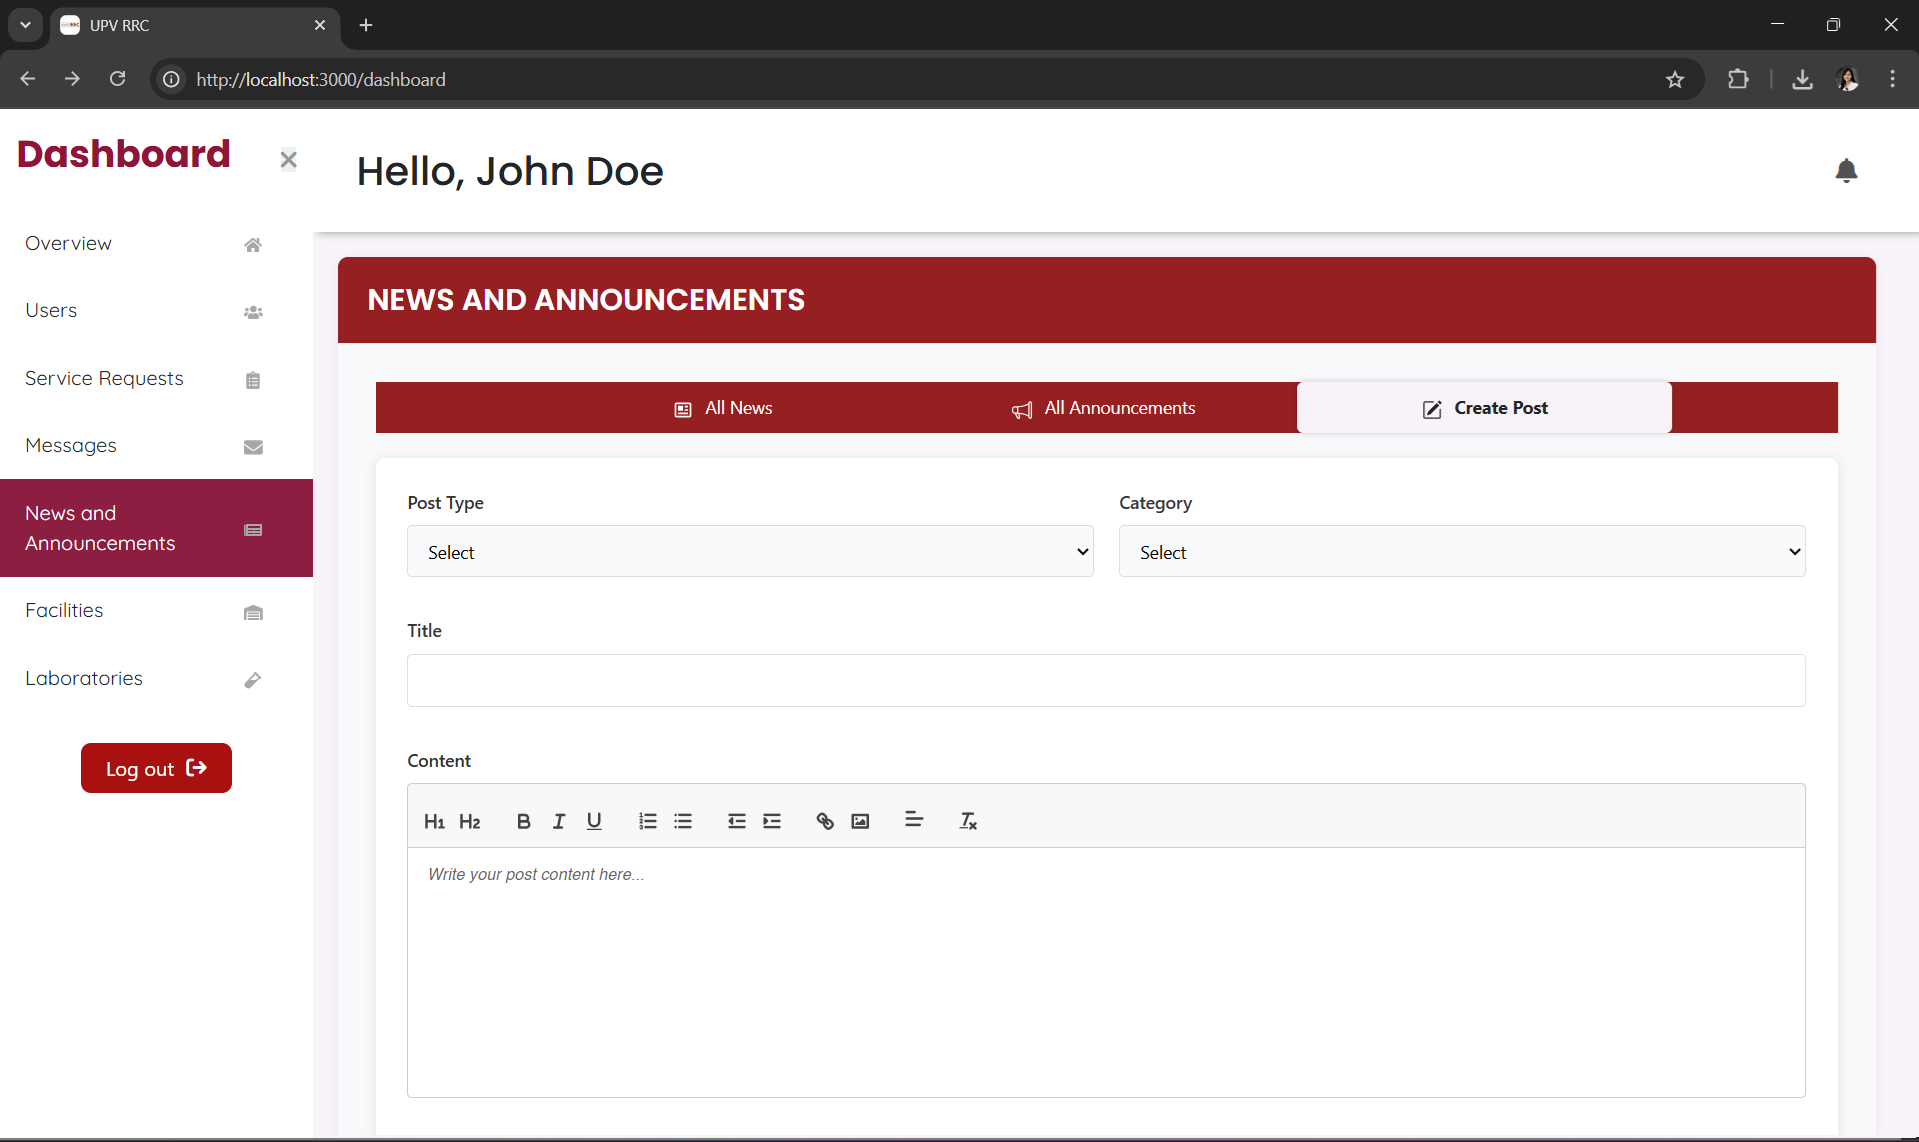 UPV RRC
http://localhost:3000/dashboard
Dashboard
Hello, John Doe
Overview
Users
Service Requests
Messages
News and
Announcements
Facilities
Laboratories
Log out
NEWS AND ANNOUNCEMENTS
All News
All Announcements
Create Post
Post Type
Category
Select
Select
Title
Content
H1 H2 B I U
Write your post content here...